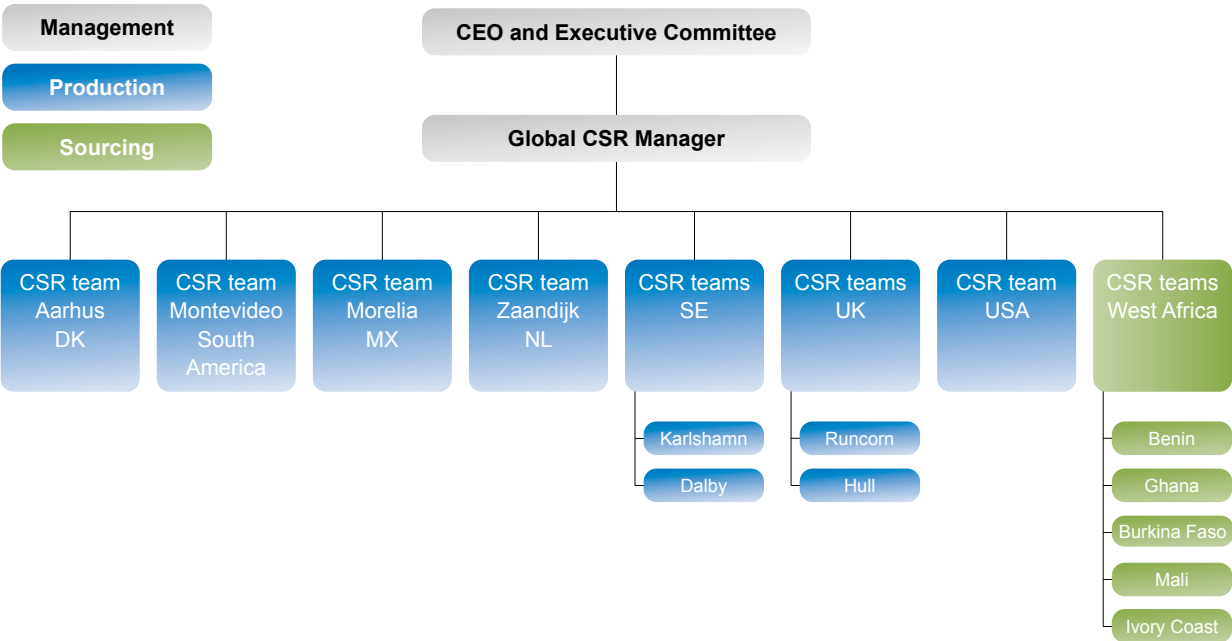 Management
Production
Sourcing
CEO and Executive Committee
Global CSR Manager
CSR team
Aarhus
DK
CSR team
Montevideo
South
America
CSR team
Morelia
MX
CSR team
Zaandijk
NL
CSR teams
SE
CSR teams
UK
CSR team
USA
CSR teams
West Africa
Karlshamn
Dalby
Runcorn
Hull
Benin
Ghana
Burkina Faso
Mali
Ivory Coast